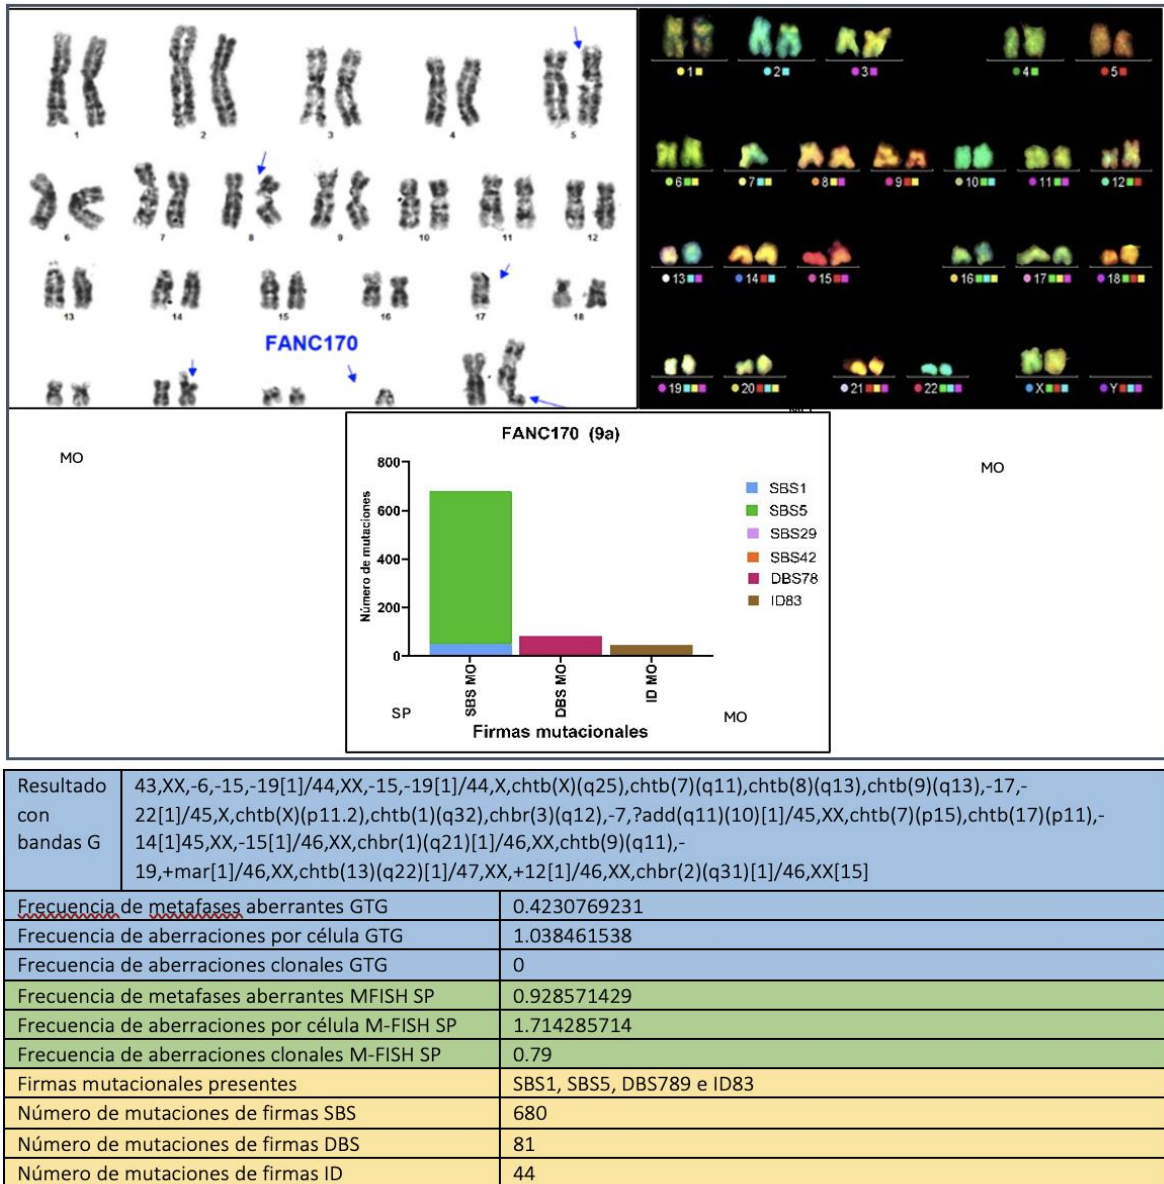 1 2 3 4 5
6 7 8 9 10 11 12
13 14 15 16 17 18
FANC170
1 2 3 4 5
6 7 8 9 10 11 12
13 14 15 16 17 18
19 20 21 22 X Y
MO
MO
FANC170 (9a)
Número de mutaciones
800
600
400
200
0
SBS MO
DBS MO
ID MO
SP
MO
Firmas mutacionales
SBS1
SBS5
SBS29
SBS42
DBS78
ID83
Resultado con bandas G
43,XX,-6,-15,-19[1]/44,XX,-15,-19[1]/44,X,chtb(X)(q25),chtb(7)(q11),chtb(8)(q13),chtb(9)(q13),-17,-
22[1]/45,X,chtb(X)(p11.2),chtb(1)(q32),chbr(3)(q12),-7,?add(q11)(10)[1]/45,XX,chtb(7)(p15),chtb(17)(p11),-
14[1]45,XX,-15[1]/46,XX,chbr(1)(q21)[1]/46,XX,chtb(9)(q11),-
19,+mar[1]/46,XX,chtb(13)(q22)[1]/47,XX,+12[1]/46,XX,chbr(2)(q31)[1]/46,XX[15]
Frecuencia de metafases aberrantes GTG 0.4230769231
Frecuencia de aberraciones por célula GTG 1.038461538
Frecuencia de aberraciones clonales GTG 0
Frecuencia de metafases aberrantes MFISH SP 0.928571429
Frecuencia de aberraciones por célula M-FISH SP 1.714285714
Frecuencia de aberraciones clonales M-FISH SP 0.79
Firmas mutacionales presentes SBS1, SBS5, DBS789 e ID83
Número de mutaciones de firmas SBS 680
Número de mutaciones de firmas DBS 81
Número de mutaciones de firmas ID 44